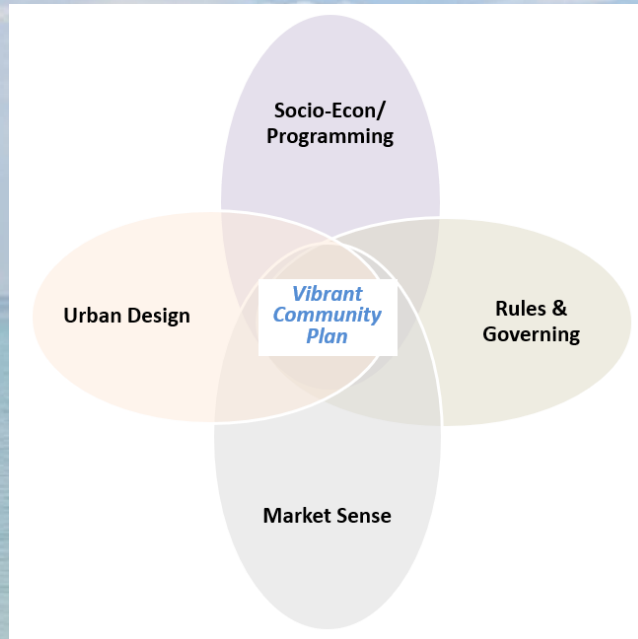 Socio-Econ/
Programming
Urban Design
Vibrant
Community
Plan
Rules &
Governing
Market Sense